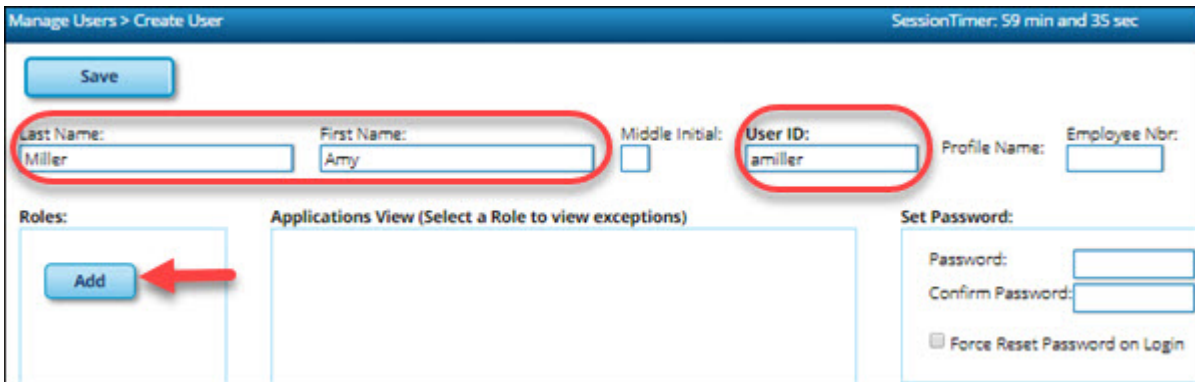 Manage Users > Create User SessionTimer: 59 min and 35 sec
Save
Last Name: First Name: Middle Initial: User ID: Profile Name: Employee Nbr:
Miller Amy amiller
Roles: Applications View (Select a Role to view exceptions) Set Password:
Add Password:
Confirm Password:
Force Reset Password on Login